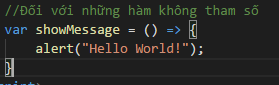 //Đối với những hàm không tham số
var showMessage = () => {
    alert("Hello World!");
}